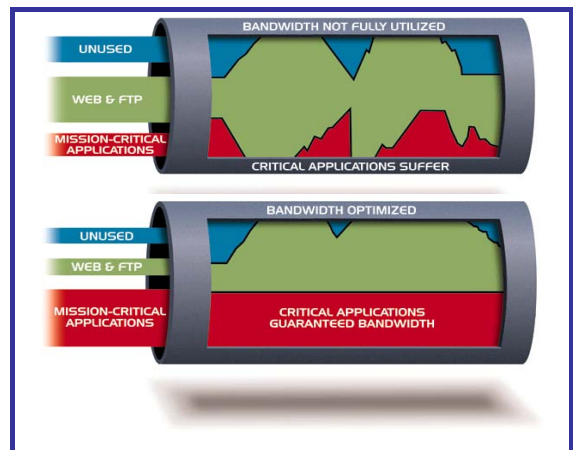 BANDWIDTH NOT FULLY UTILIZED
UNUSED
WEB & FTP
MISSION-CRITICAL
APPLICATIONS
CRITICAL APPLICATIONS SUFFER
BANDWIDTH OPTIMIZED
UNUSED
WEB & FTP
MISSION-CRITICAL
APPLICATIONS
CRITICAL APPLICATIONS
GUARANTEED BANDWIDTH